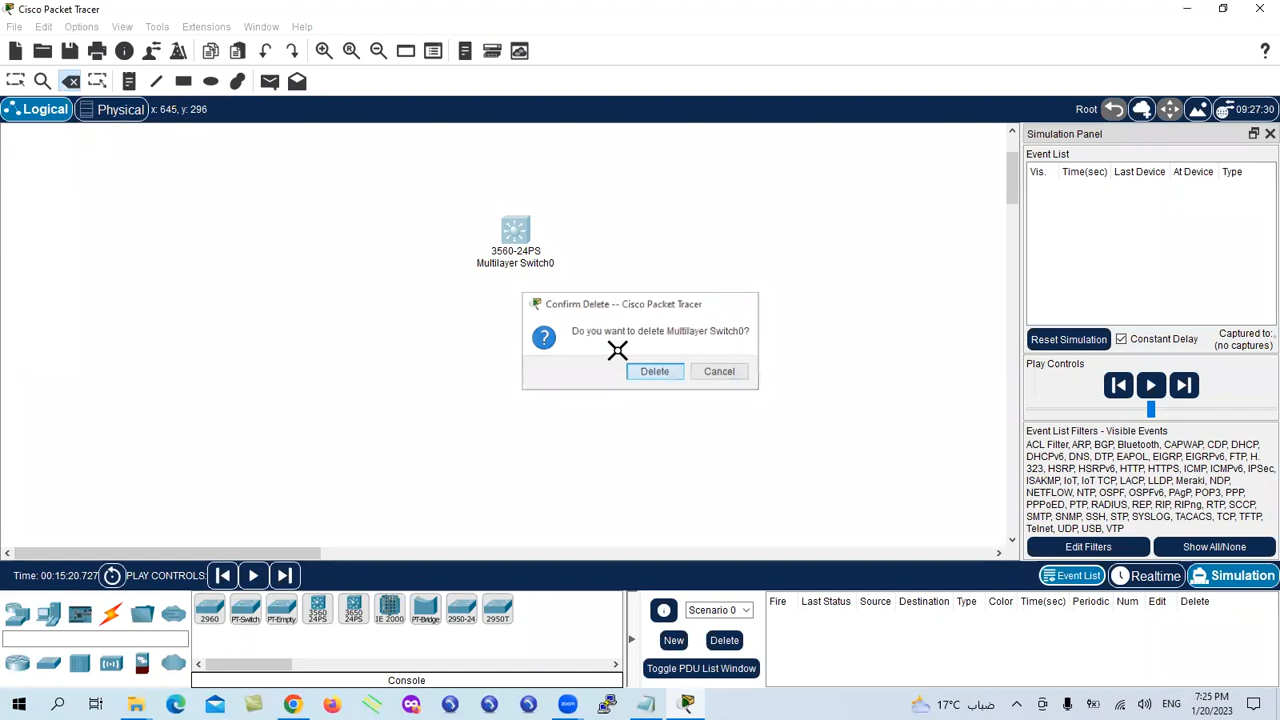 Cisco Packet Tracer
File Edit Options View Tools Extensions Window Help
Logical Physical x: 645, y: 296 Root 09:27:30
Simulation Panel
Event List
Vis. Time(sec) Last Device At Device Type
3560-24PS
Multilayer Switch0
Confirm Delete -- Cisco Packet Tracer
Do you want to delete Multilayer Switch0?
Delete Cancel
Reset Simulation Constant Delay Captured to:
(no captures)
Play Controls
Event List Filters - Visible Events
ACL Filter, ARP, BGP, Bluetooth, CAPWAP, CDP, DHCP,
DHCPv6, DNS, DTP, EAPOL, EIGRP, EIGRPv6, FTP, H.
323, HSRP, HSRPv6, HTTP, HTTPS, ICMP, ICMPv6, IPSec,
ISAKMP, IoT, IoT TCP, LACP, LLDP, Meraki, NDP,
NETFLOW, NTP, OSPF, OSPFv6, PAgP, POP3, PPP,
PPPoED, PTP, RADIUS, REP, RIP, RIPng, RTP, SCCP,
SMTP, SNMP, SSH, STP, SYSLOG, TACACS, TCP, TFTP,
Telnet, UDP, USB, VTP
Edit Filters Show All/None
Time: 00:15:20.727 PLAY CONTROLS: Event List Realtime Simulation
2960 PT-Switch PT-Empty 3560 24PS 3650 24PS IE 2000 PT-Bridge 2950-24 2950T
Scenario 0
New Delete
Toggle PDU List Window
Fire Last Status Source Destination Type Color Time(sec) Periodic Num Edit Delete
Console
17°C ضباب
ENG
7:25 PM
1/20/2023